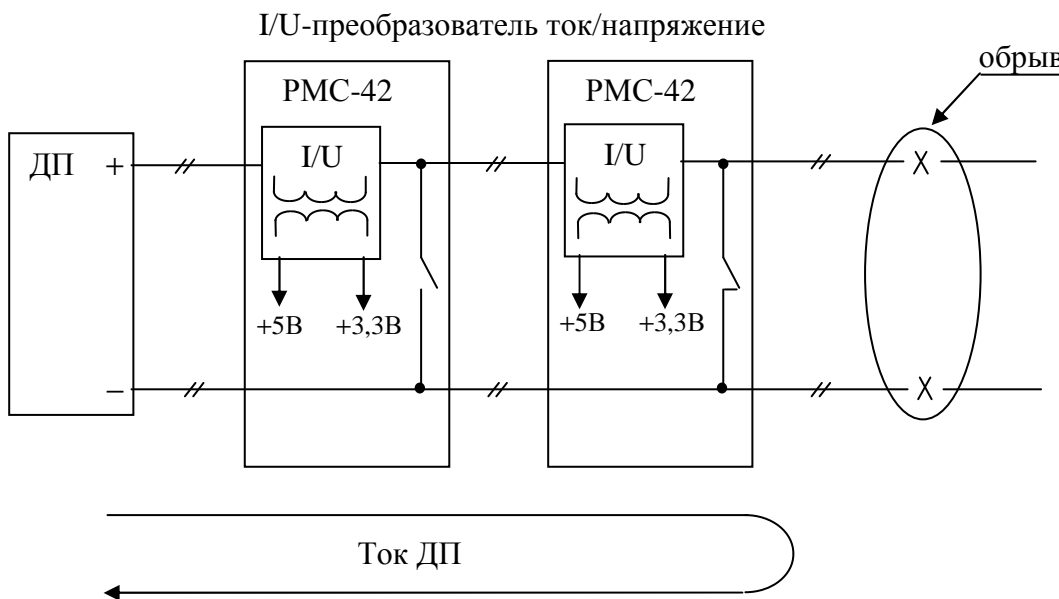 I/U-преобразователь ток/напряжение
обрыв
РМС-42
РМС-42
ДП
+
I/U
I/U
X
+5В
+3,3В
+5В
+3,3В
–
X
Ток ДП